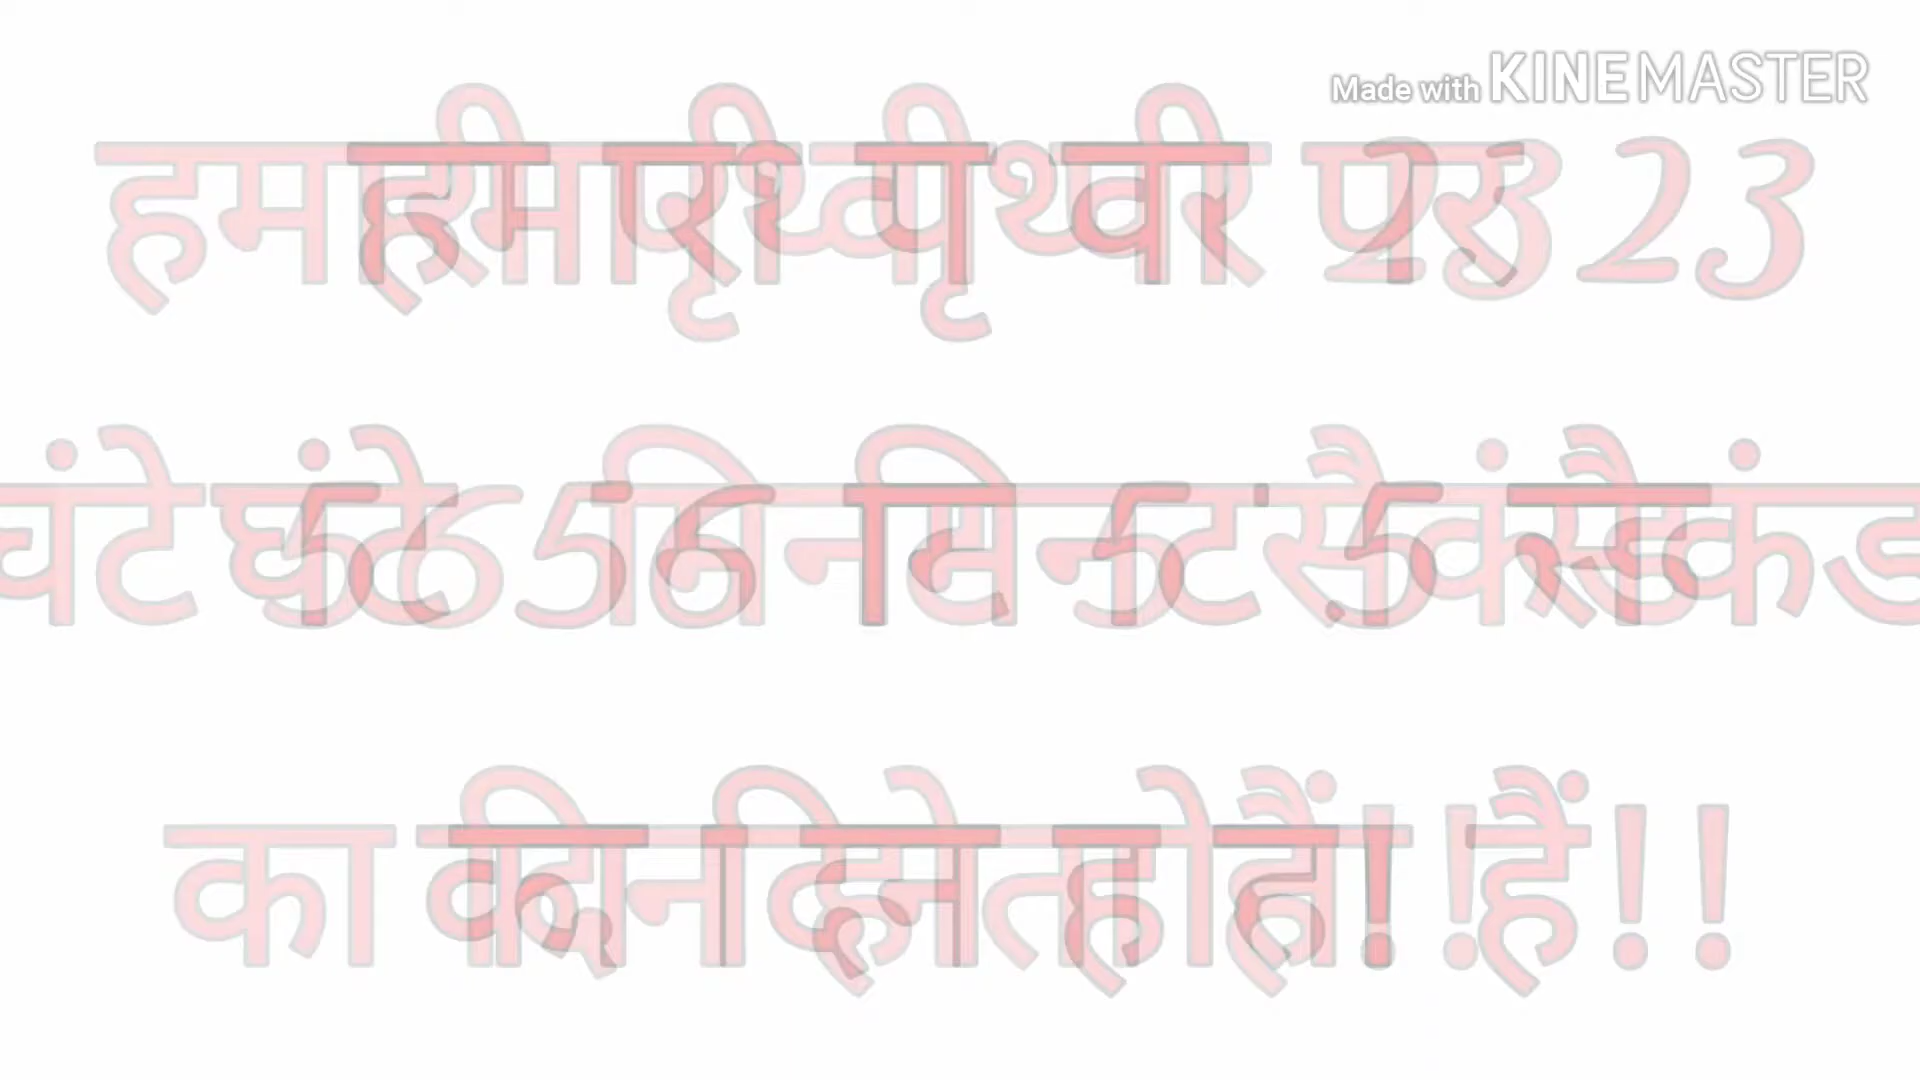 Made with KINEMASTER
हमारी पृथ्वी पर 23
घंटे 56 मिनट 5 सैकंड
का दिन होता हैं!!